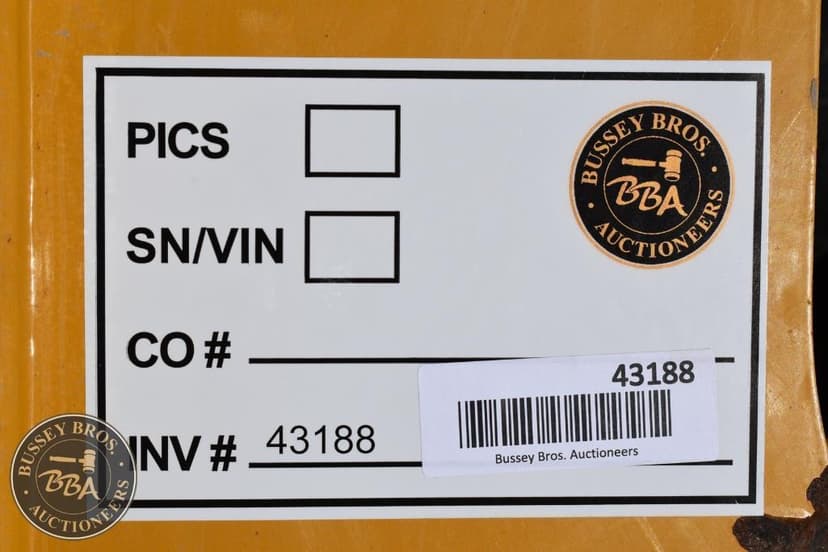 PICS
BUSSEY BROS.
BBA
AUCTIONEERS
SN/VIN
CO #
43188
Bussey Bros. Auctioneers
INV # 43188
BUSSEY BROS.
BBA
AUCTIONEERS